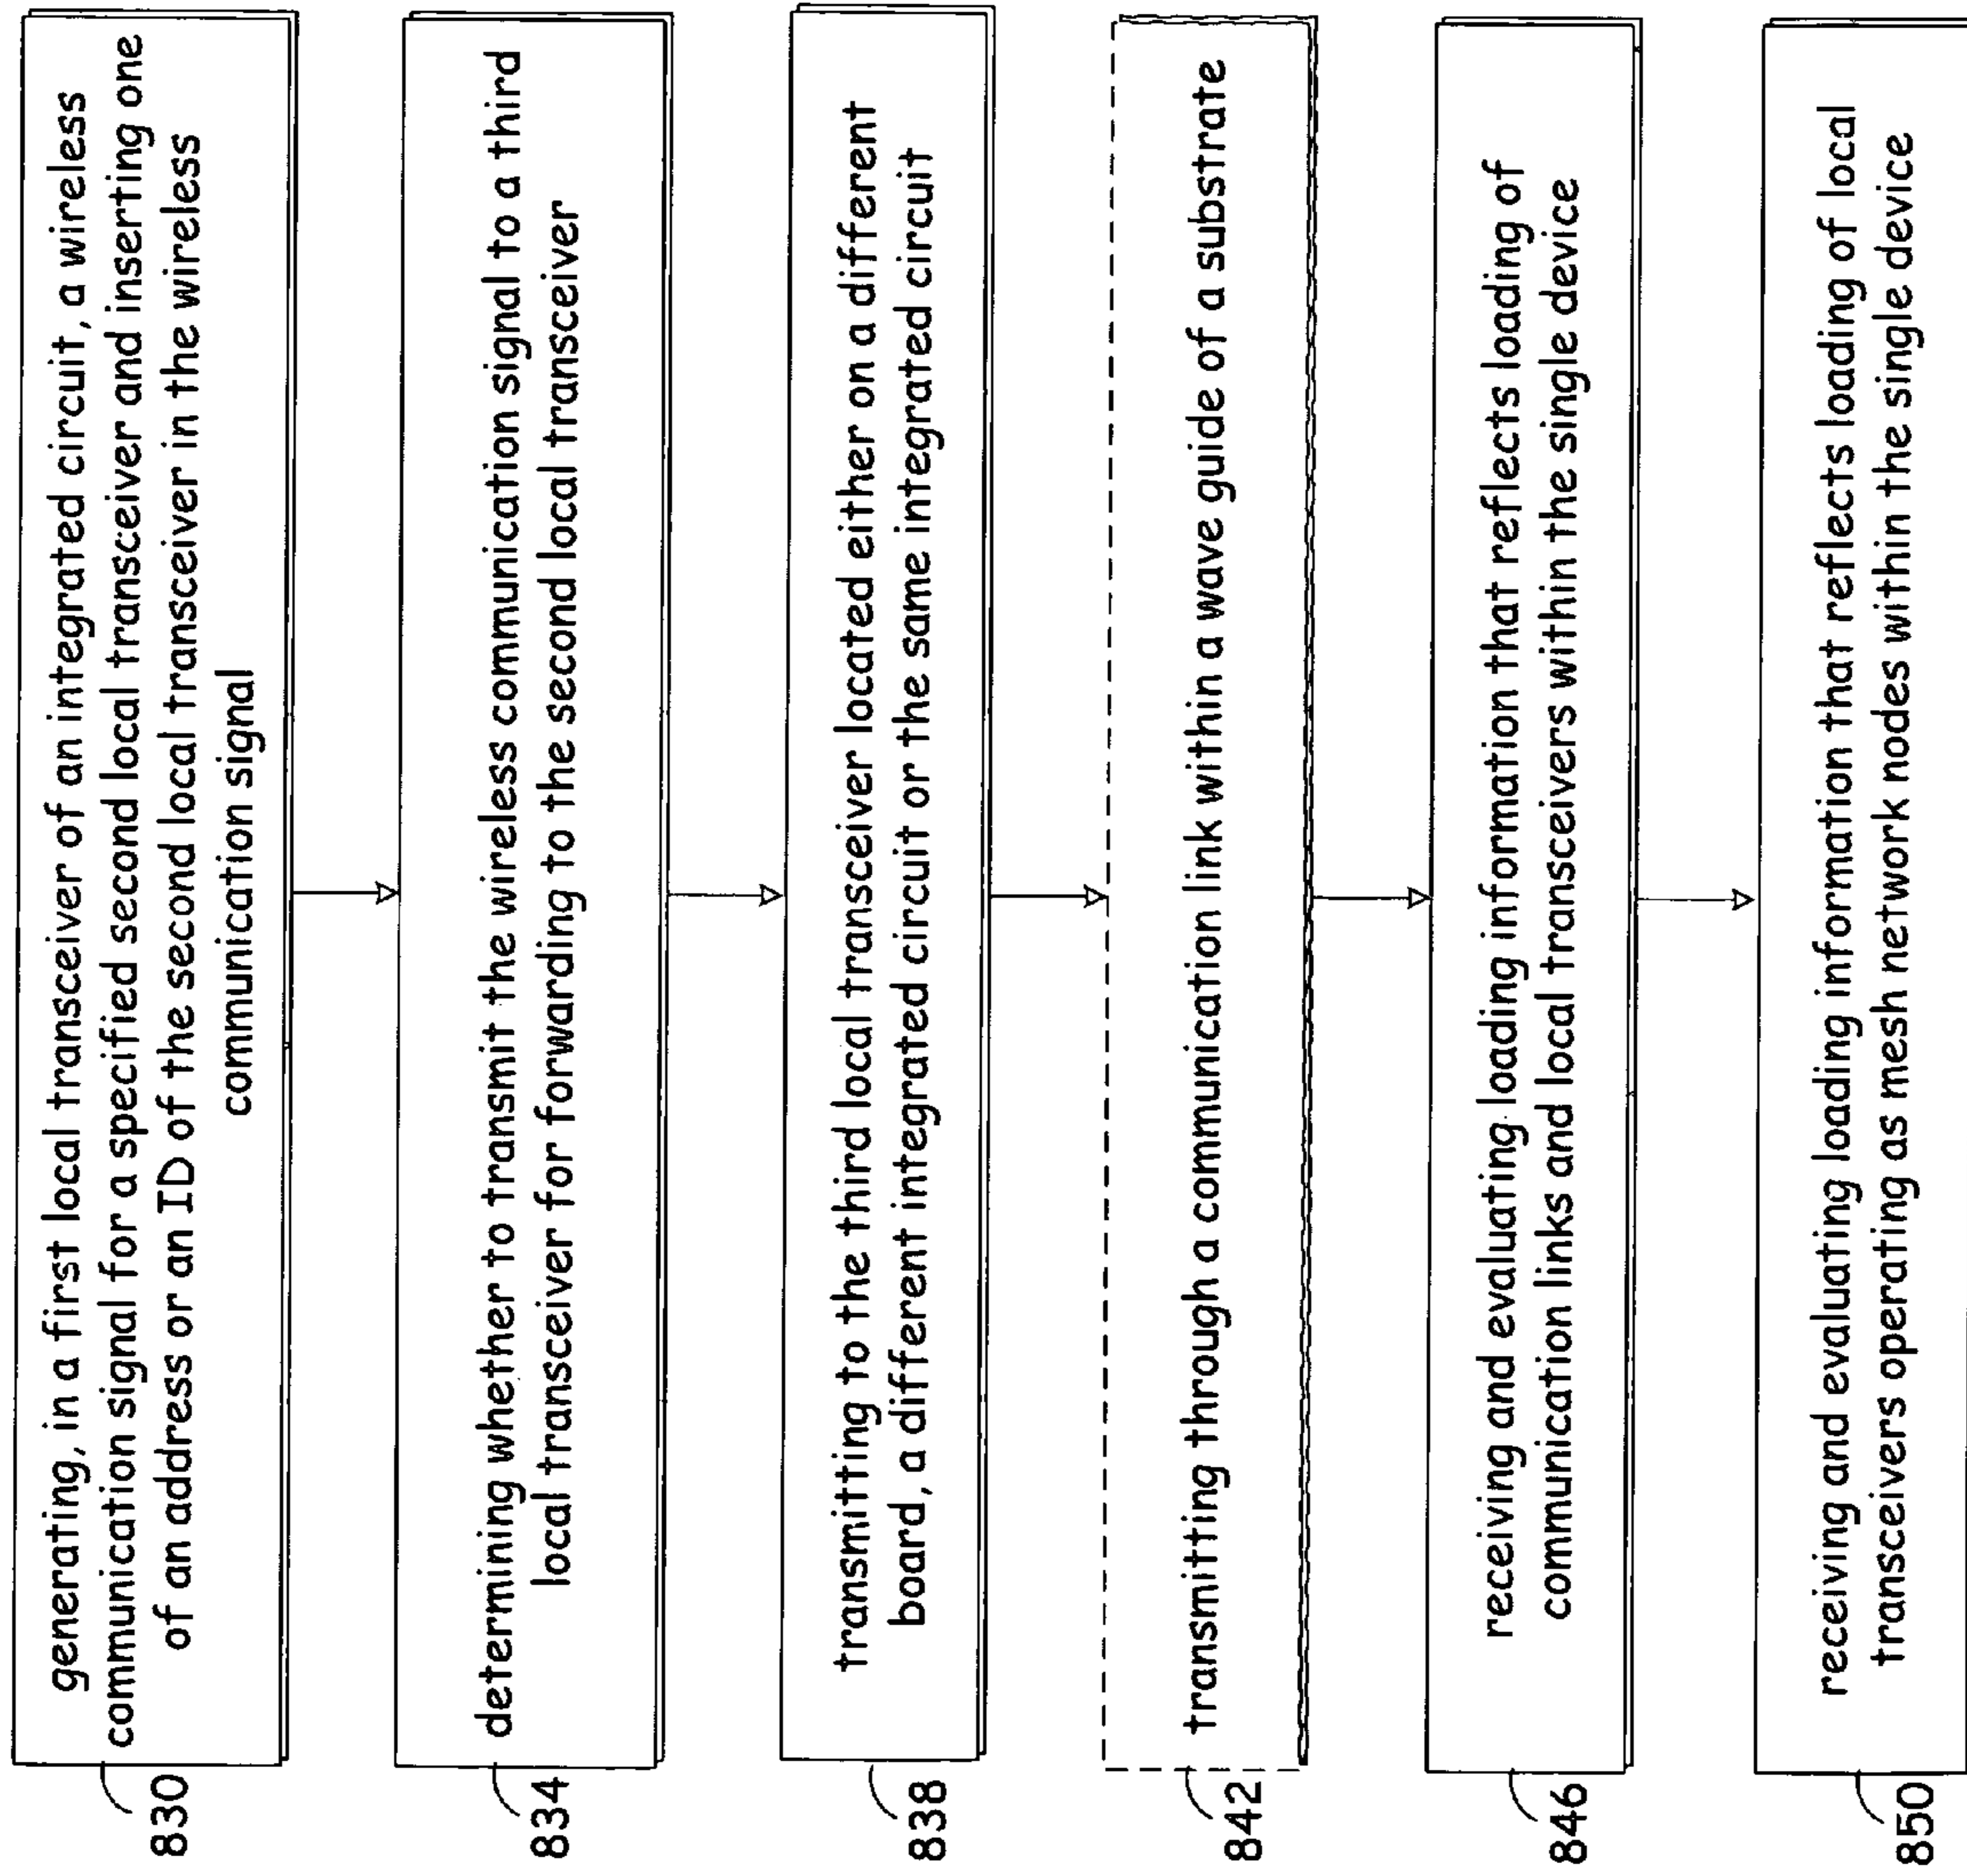 generating, in a first local transceiver of an integrated circuit, a wireless
communication signal for a specified second local transceiver and inserting one
of an address or an ID of the second local transceiver in the wireless
communication signal
830
determining whether to transmit the wireless communication signal to a third
local transceiver for forwarding to the second local transceiver
834
transmitting to the third local transceiver located either on a different
board, a different integrated circuit or the same integrated circuit
838
transmitting through a communication link within a wave guide of a substrate
842
receiving and evaluating loading information that reflects loading of
communication links and local transceivers within the single device
846
receiving and evaluating loading information that reflects loading of local
transceivers operating as mesh network nodes within the single device
850